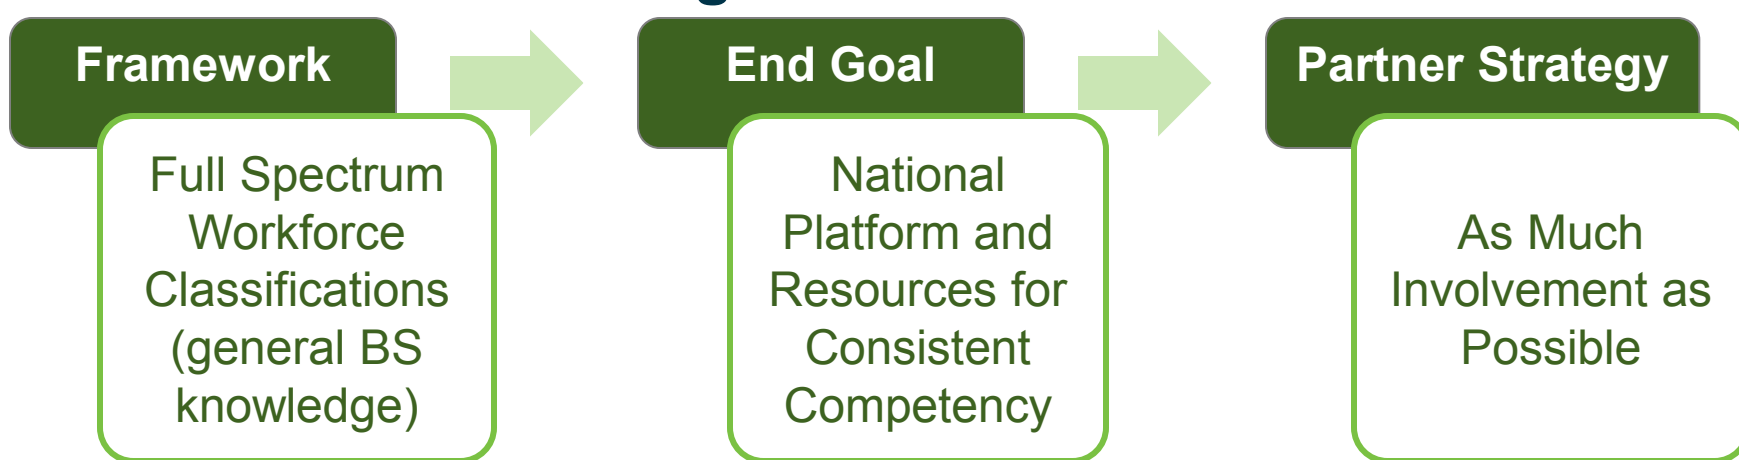 Framework
End Goal
Partner Strategy
Full Spectrum
Workforce
Classifications
(general BS
knowledge)
National
Platform and
Resources for
Consistent
Competency
As Much
Involvement as
Possible